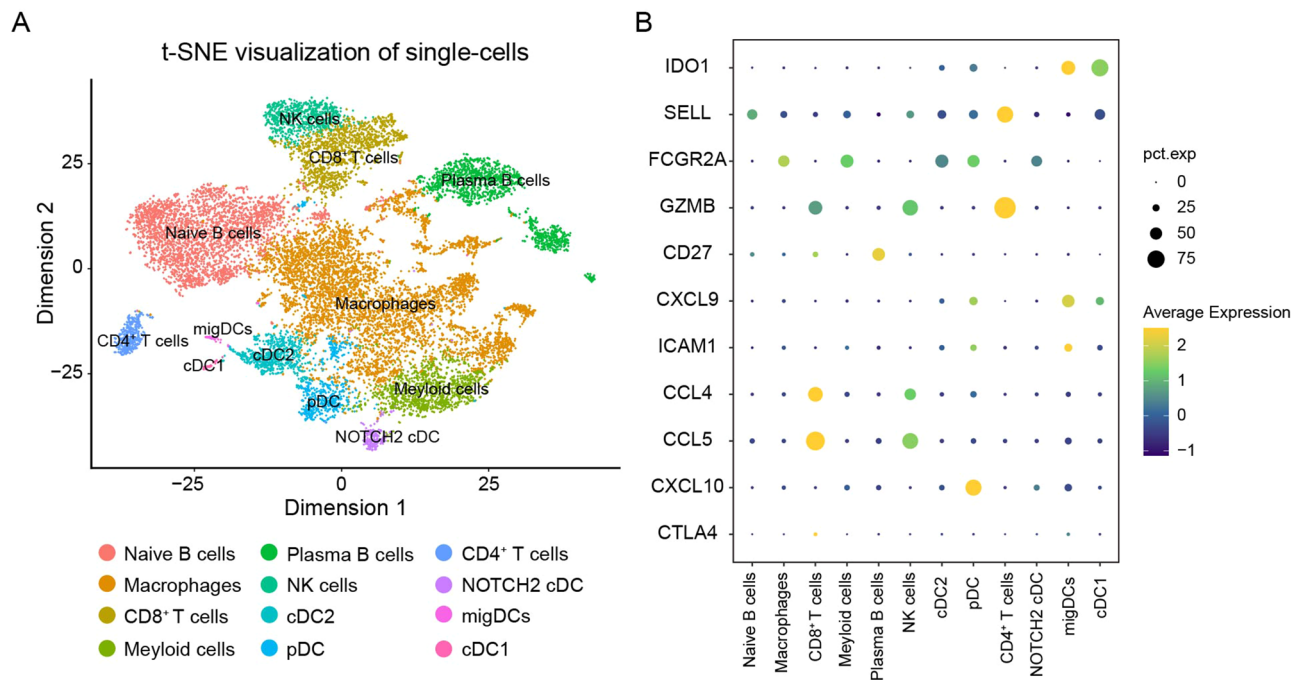 A
t-SNE visualization of single-cells
NK cells
CD8⁺ T cells
Plasma B cells
Naive B cells
Macrophages
migDCs
CD4⁺ T cells
cDC2
cDC1
Meyloid cells
pDC
NOTCH2 cDC
25
0
−25
Dimension 2
−25 0 25
Dimension 1
Naive B cells Plasma B cells CD4⁺ T cells
Macrophages NK cells NOTCH2 cDC
CD8⁺ T cells cDC2 migDCs
Meyloid cells pDC cDC1
B
IDO1
SELL
FCGR2A
GZMB
CD27
CXCL9
ICAM1
CCL4
CCL5
CXCL10
CTLA4
Naive B cells
Macrophages
CD8⁺ T cells
Meyloid cells
Plasma B cells
NK cells
cDC2
pDC
CD4⁺ T cells
NOTCH2 cDC
migDCs
cDC1
pct.exp
0
25
50
75
Average Expression
2
1
0
−1